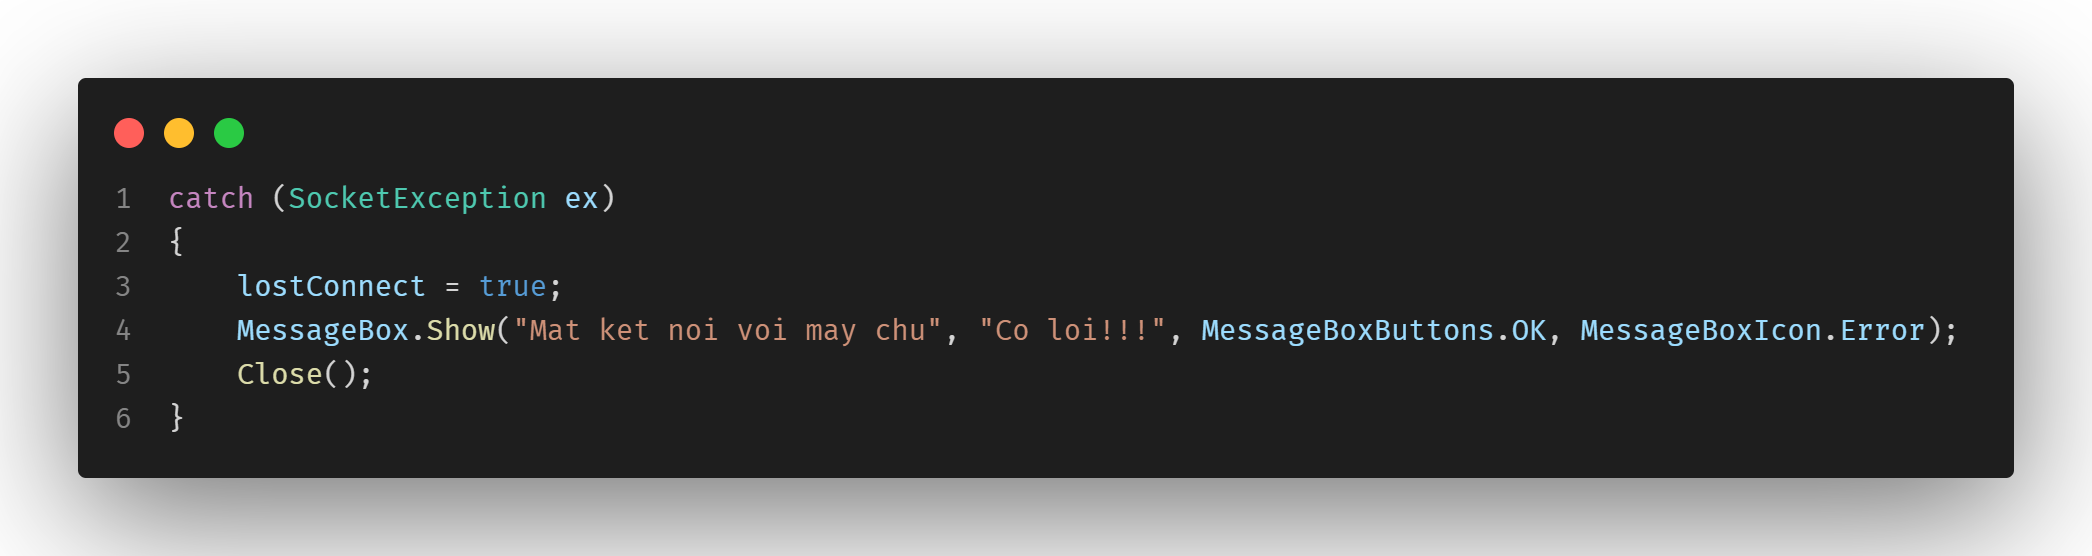 1 catch (SocketException ex)
2 {
3     lostConnect = true;
4     MessageBox.Show("Mat ket noi voi may chu", "Co loi!!!", MessageBoxButtons.OK, MessageBoxIcon.Error);
5     Close();
6 }